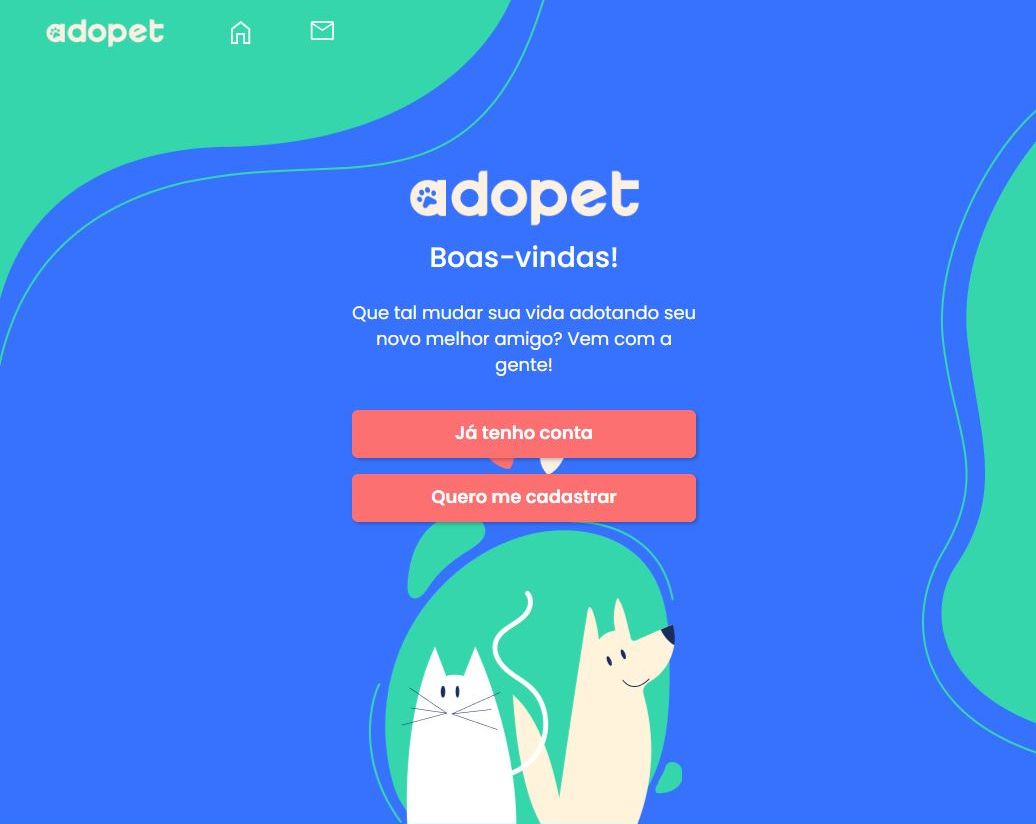 adopet
adopet
Boas-vindas!
Que tal mudar sua vida adotando seu
novo melhor amigo? Vem com a
gente!
Já tenho conta
Quero me cadastrar